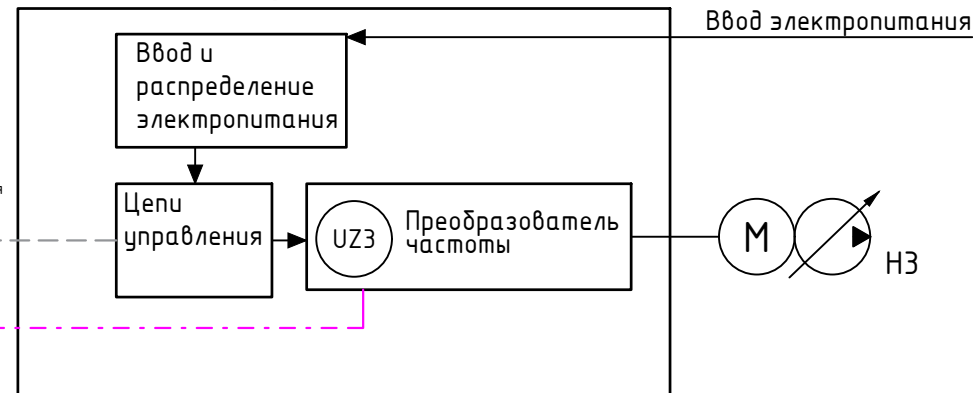 Ввод электропитания
Ввод и
распределение
электропитания
Цепи
управления
UZ3
Преобразователь
частоты
М
Н3
я